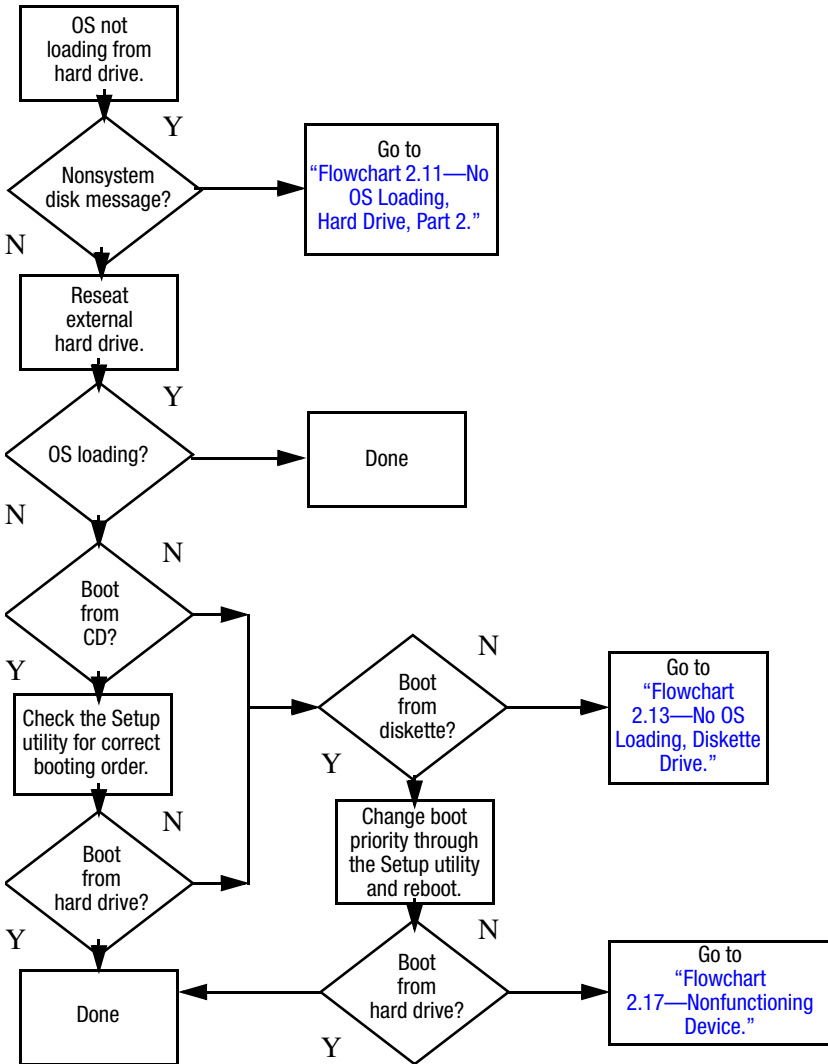 OS not
loading from
hard drive.
Y
Nonsystem
disk message?
Go to
“Flowchart 2.11—No
OS Loading,
Hard Drive, Part 2.”
N
Reseat
external
hard drive.
Y
OS loading?
Done
N
N
Boot
from
CD?
Y
Check the Setup
utility for correct
booting order.
N
Boot
from
hard drive?
Y
Done
Boot
from
diskette?
N
Go to
“Flowchart
2.13—No OS
Loading, Diskette
Drive.”
Y
Change boot
priority through
the Setup utility
and reboot.
N
Boot
from
hard drive?
Y
Go to
“Flowchart
2.17—Nonfunctioning
Device.”